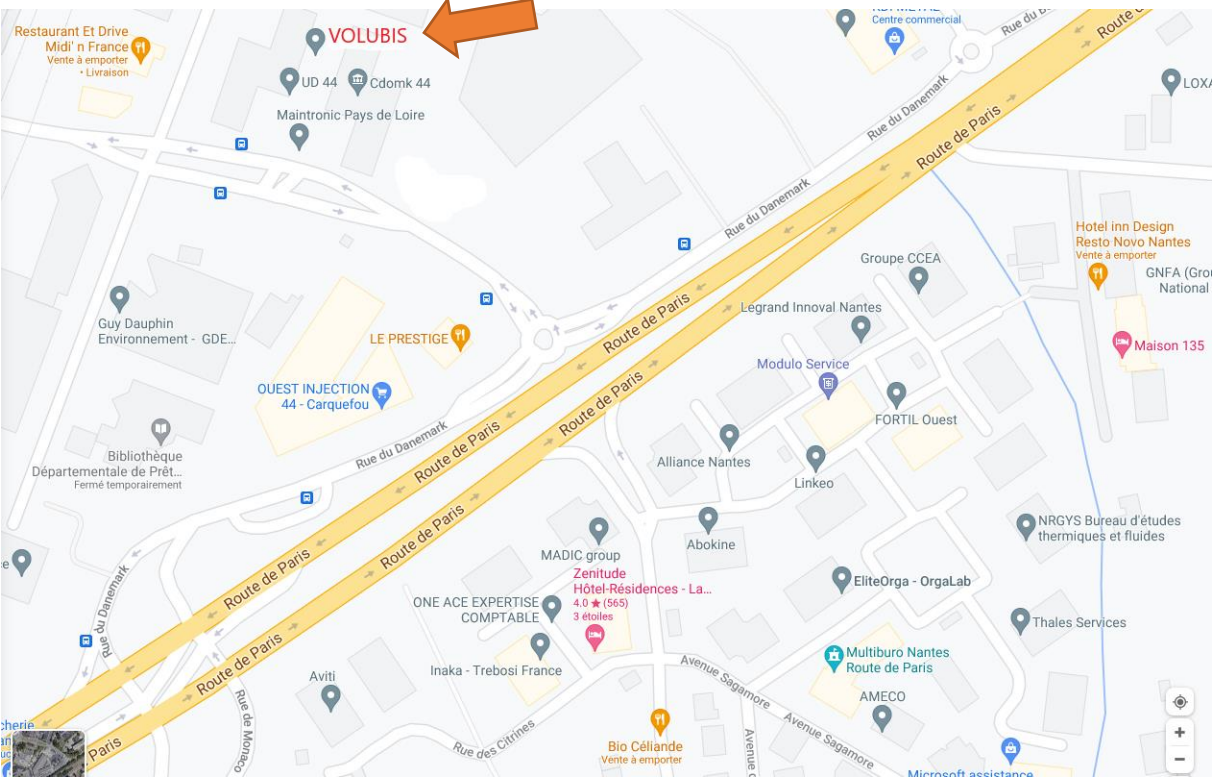 Restaurant Et Drive
Midi' n France
Vente à emporter
• Livraison
VOLUBIS
UD 44
Cdomk 44
Maintronic Pays de Loire
Centre commercial
Rue du
Route de
LOXA
Rue du Danemark
Route de Paris
Rue du Danemark
Hotel inn Design
Resto Novo Nantes
Vente à emporter
GNFA (Grou
National
Groupe CCEA
Legrand Innoval Nantes
Maison 135
Modulo Service
FORTIL Ouest
Guy Dauphin
Environnement - GDE...
LE PRESTIGE
Route de Paris
OUEST INJECTION
44 - Carquefou
Route de Paris
Bibliothèque
Départementale de Prêt...
Fermé temporairement
Rue du Danemark
Route de Paris
Alliance Nantes
Linkeo
Route de Paris
Abokine
NRGYS Bureau d'études
thermiques et fluides
MADIC group
Zenitude
Hôtel-Résidences - La...
4.0 ★ (565)
3 étoiles
Route de Paris
EliteOrga - OrgaLab
ONE ACE EXPERTISE
COMPTABLE
Rue du Danemark
Thales Services
Route de Paris
Inaka - Trebosi France
Aviti
Multiburo Nantes
Route de Paris
Avenue Sagamore
AMECO
Rue de Monaco
Rue des Citrines
Bio Céliande
Vente à emporter
Avenue Sagamore
Paris
Microsoft assistance